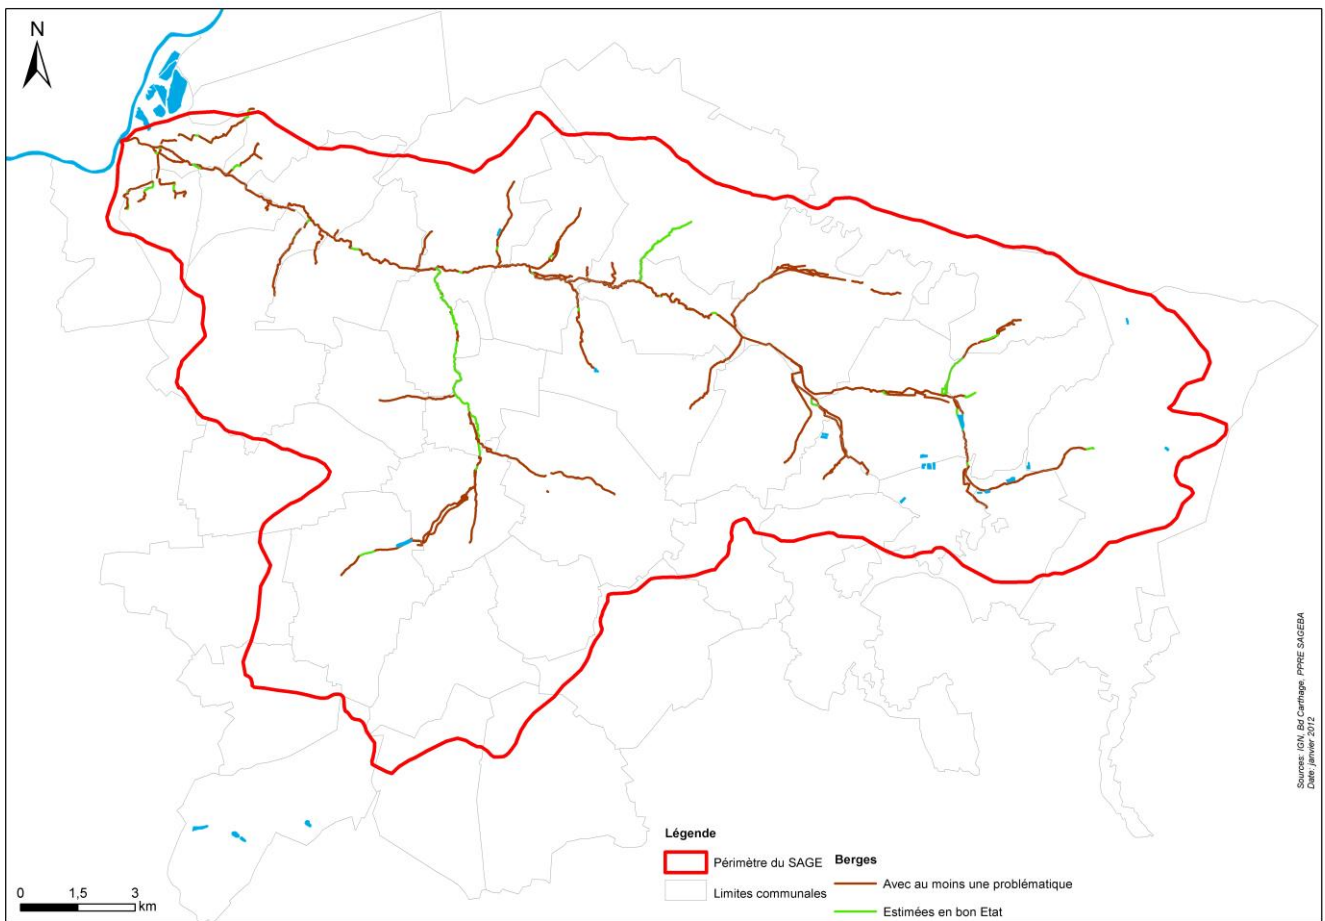 N
Sources: IGN, Bd Carthage, PPRE SAGEBA
Date: janvier 2012
Légende
Périmètre du SAGE
Limites communales
Berges
Avec au moins une problématique
Estimées en bon Etat
0 1,5 3
km